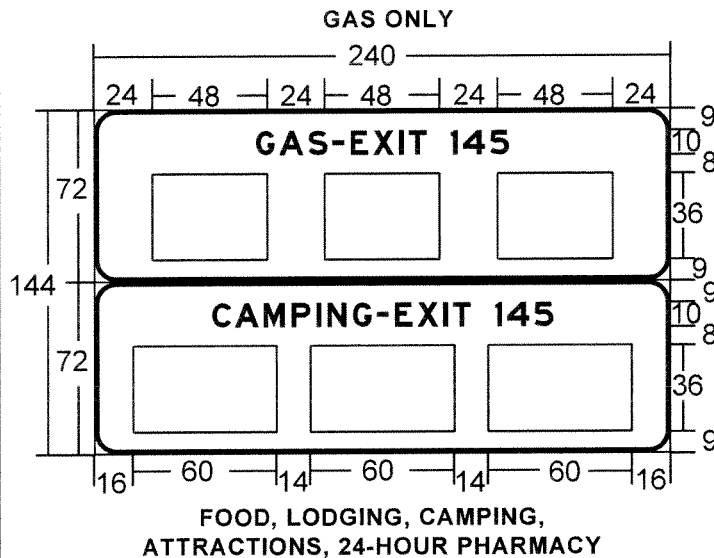 GAS ONLY
240
24 48 24 48 24 48 24
GAS-EXIT 145
9
10
8
72
36
9
144
CAMPING-EXIT 145
9
10
8
72
36
9
16 60 14 60 14 60 16
FOOD, LODGING, CAMPING,
ATTRACTIONS, 24-HOUR PHARMACY